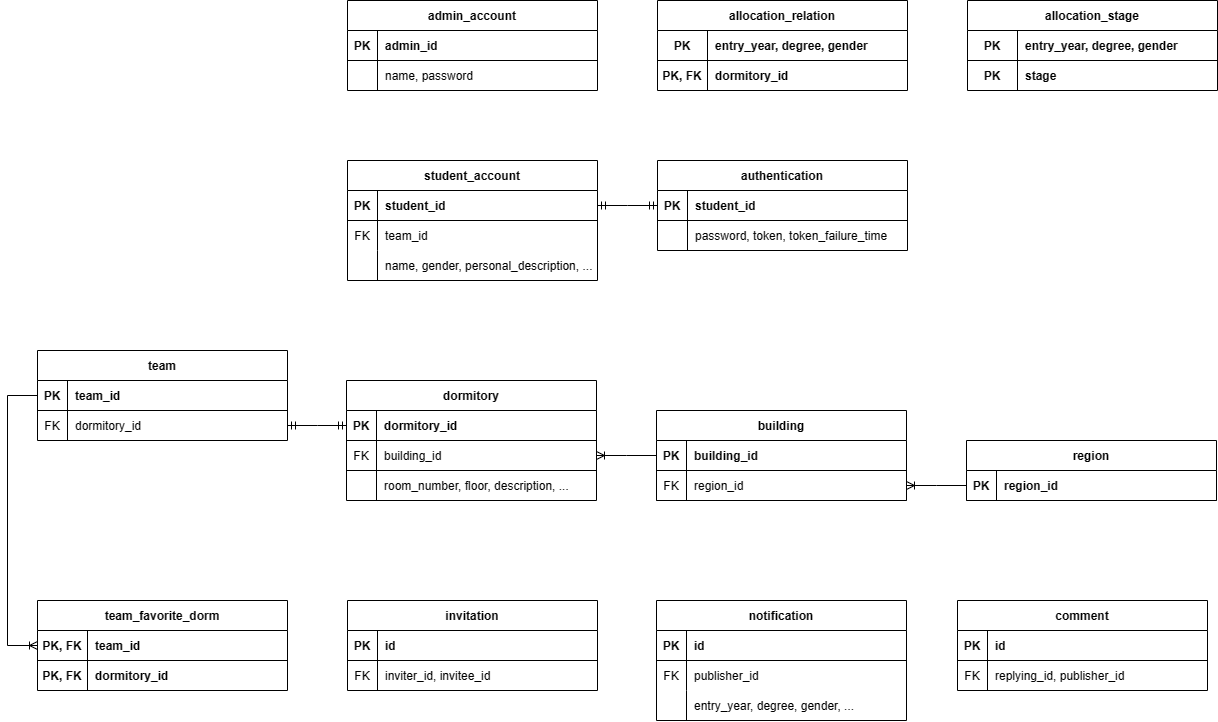 admin_account
PK admin_id
name, password
allocation_relation
PK entry_year, degree, gender
PK, FK dormitory_id
allocation_stage
PK entry_year, degree, gender
PK stage
student_account
PK student_id
FK team_id
name, gender, personal_description, ...
authentication
PK student_id
password, token, token_failure_time
team
PK team_id
FK dormitory_id
dormitory
PK dormitory_id
FK building_id
room_number, floor, description, ...
building
PK building_id
FK region_id
region
PK region_id
team_favorite_dorm
PK, FK team_id
PK, FK dormitory_id
invitation
PK id
FK inviter_id, invitee_id
notification
PK id
FK publisher_id
entry_year, degree, gender, ...
comment
PK id
FK replying_id, publisher_id